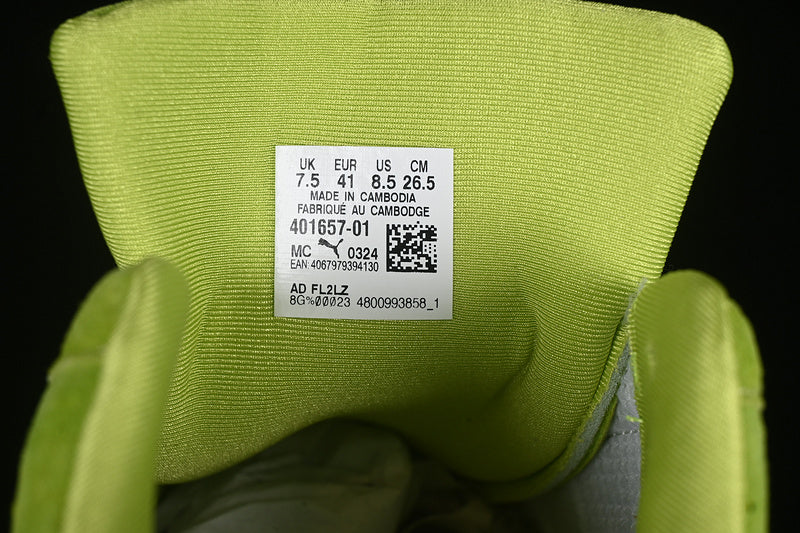 UK EUR US CM
7.5 41 8.5 26.5
MADE IN CAMBODIA
FABRIQUÉ AU CAMBODGE
401657-01
MC 0324
EAN: 4067979394130
AD FL2LZ
8G%00023 4800993858_1